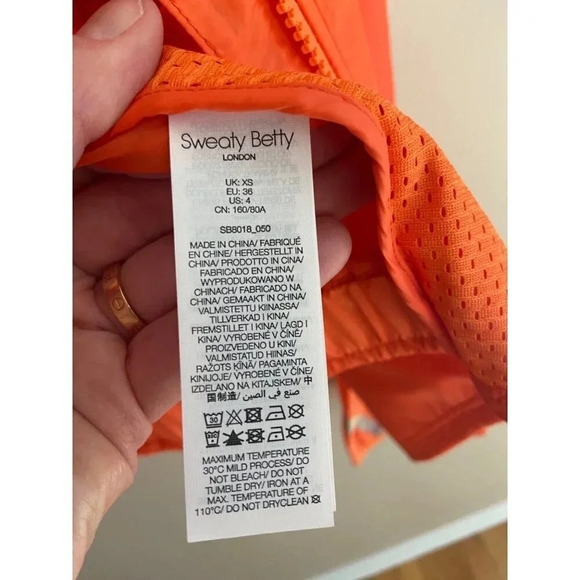 Sweaty Betty
LONDON
UK: XS
EU: 36
US: 4
CN: 160/80A
SB8018_050
MADE IN CHINA/ FABRIQUÉ
EN CHINE/ HERGESTELLT IN
CHINA/ PRODOTTO IN CINA/
WYPRODUKOWANO W
CHINACH/ FABRICADO NA
CHINA/ GEMAAKT IN CHINA/
VALMISTETTU KIINASSA/
TILLVERKAD I KINA/
FREMSTILLET I KINA/ LAGD I
KINA/ VYROBENÉ V ČÍNĚ/
PROIZVEDENO U KINI/
VALMISTATUD HIINAS/
RAŽOTS ĶĪNĀ/ PAGAMINTA
KINIJOJE/ VYROBENÉ V ČÍNE/
IZDELANO NA KITAJSKEM/ 中
国制造/ صنع في الصين/
30
MAXIMUM TEMPERATURE
30°C MILD PROCESS/ DO
NOT BLEACH/ DO NOT
TUMBLE DRY/ IRON AT A
MAX. TEMPERATURE OF
110°C/ DO NOT DRYCLEAN